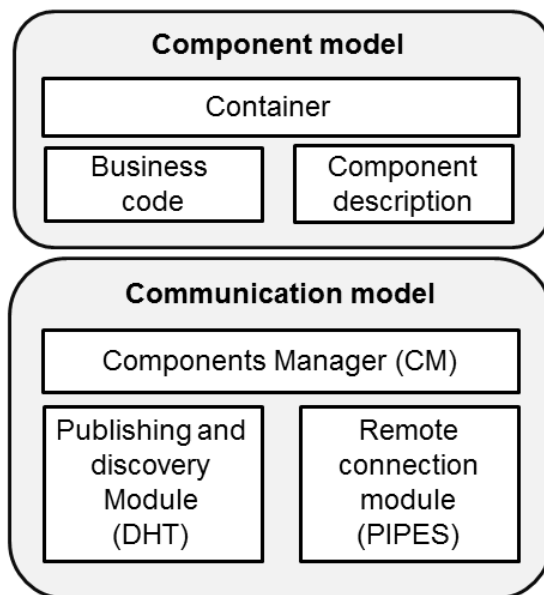 Component model
Container
Business
code
Component
description
Communication model
Components Manager (CM)
Publishing and
discovery
Module
(DHT)
Remote
connection
module
(PIPES)